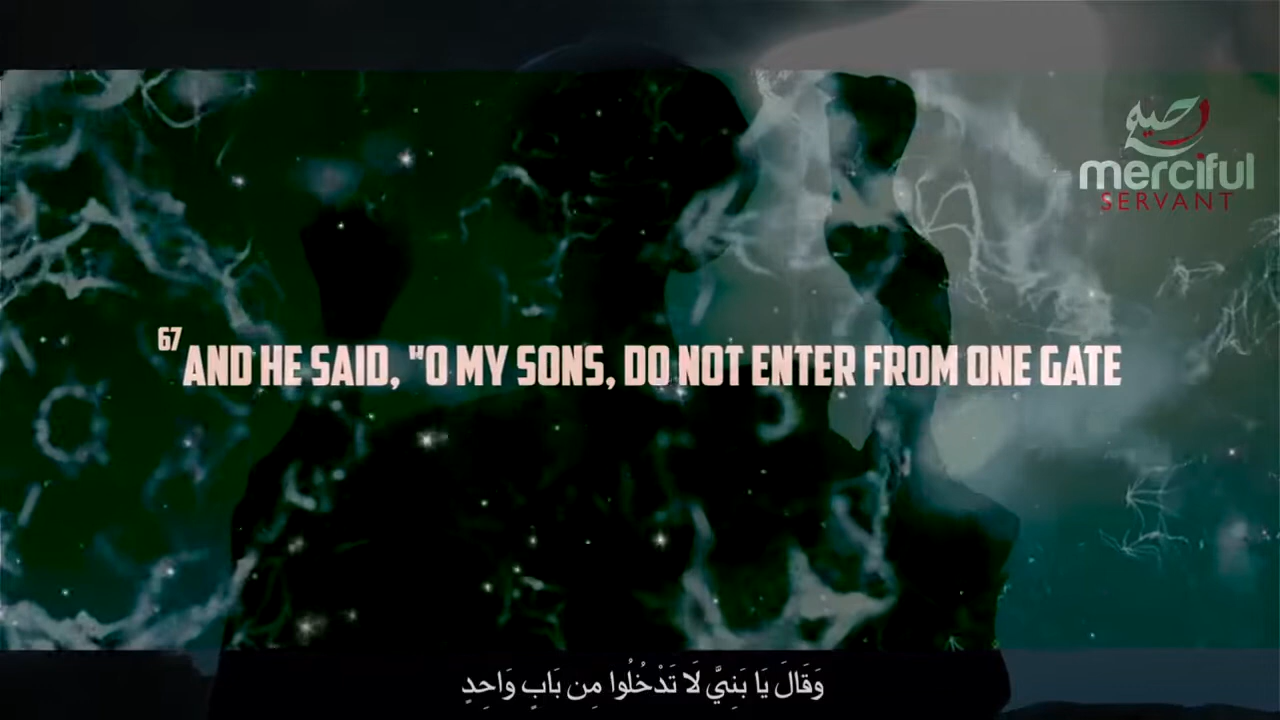 رحيم
merciful
SERVANT
67 AND HE SAID, "O MY SONS, DO NOT ENTER FROM ONE GATE
وَقَالَ يَا بَنِيَّ لَا تَدْخُلُوا مِن بَابٍ وَاحِدٍ